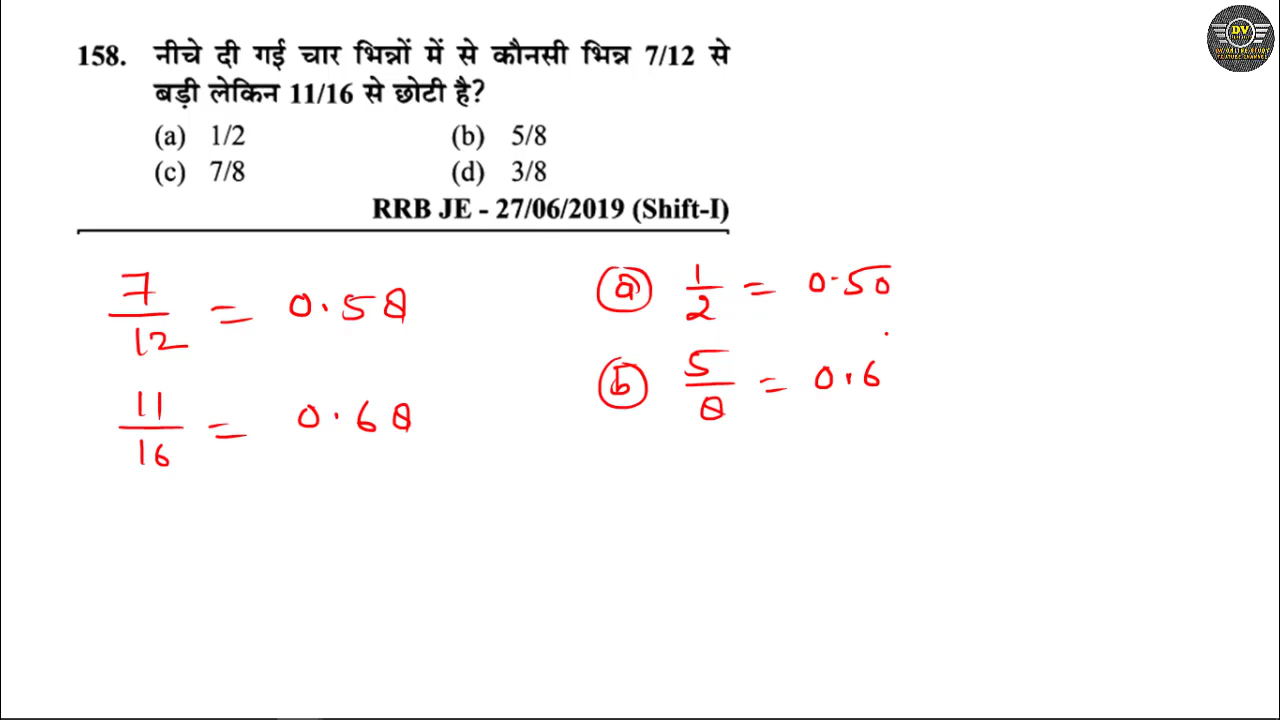 158. नीचे दी गई चार भिन्नों में से कौनसी भिन्न 7/12 से
बड़ी लेकिन 11/16 से छोटी है?
(a) 1/2 (b) 5/8
(c) 7/8 (d) 3/8
RRB JE - 27/06/2019 (Shift-I)
7/12 = 0.58
11/16 = 0.68
(a) 1/2 = 0.50
(b) 5/8 = 0.6
DV